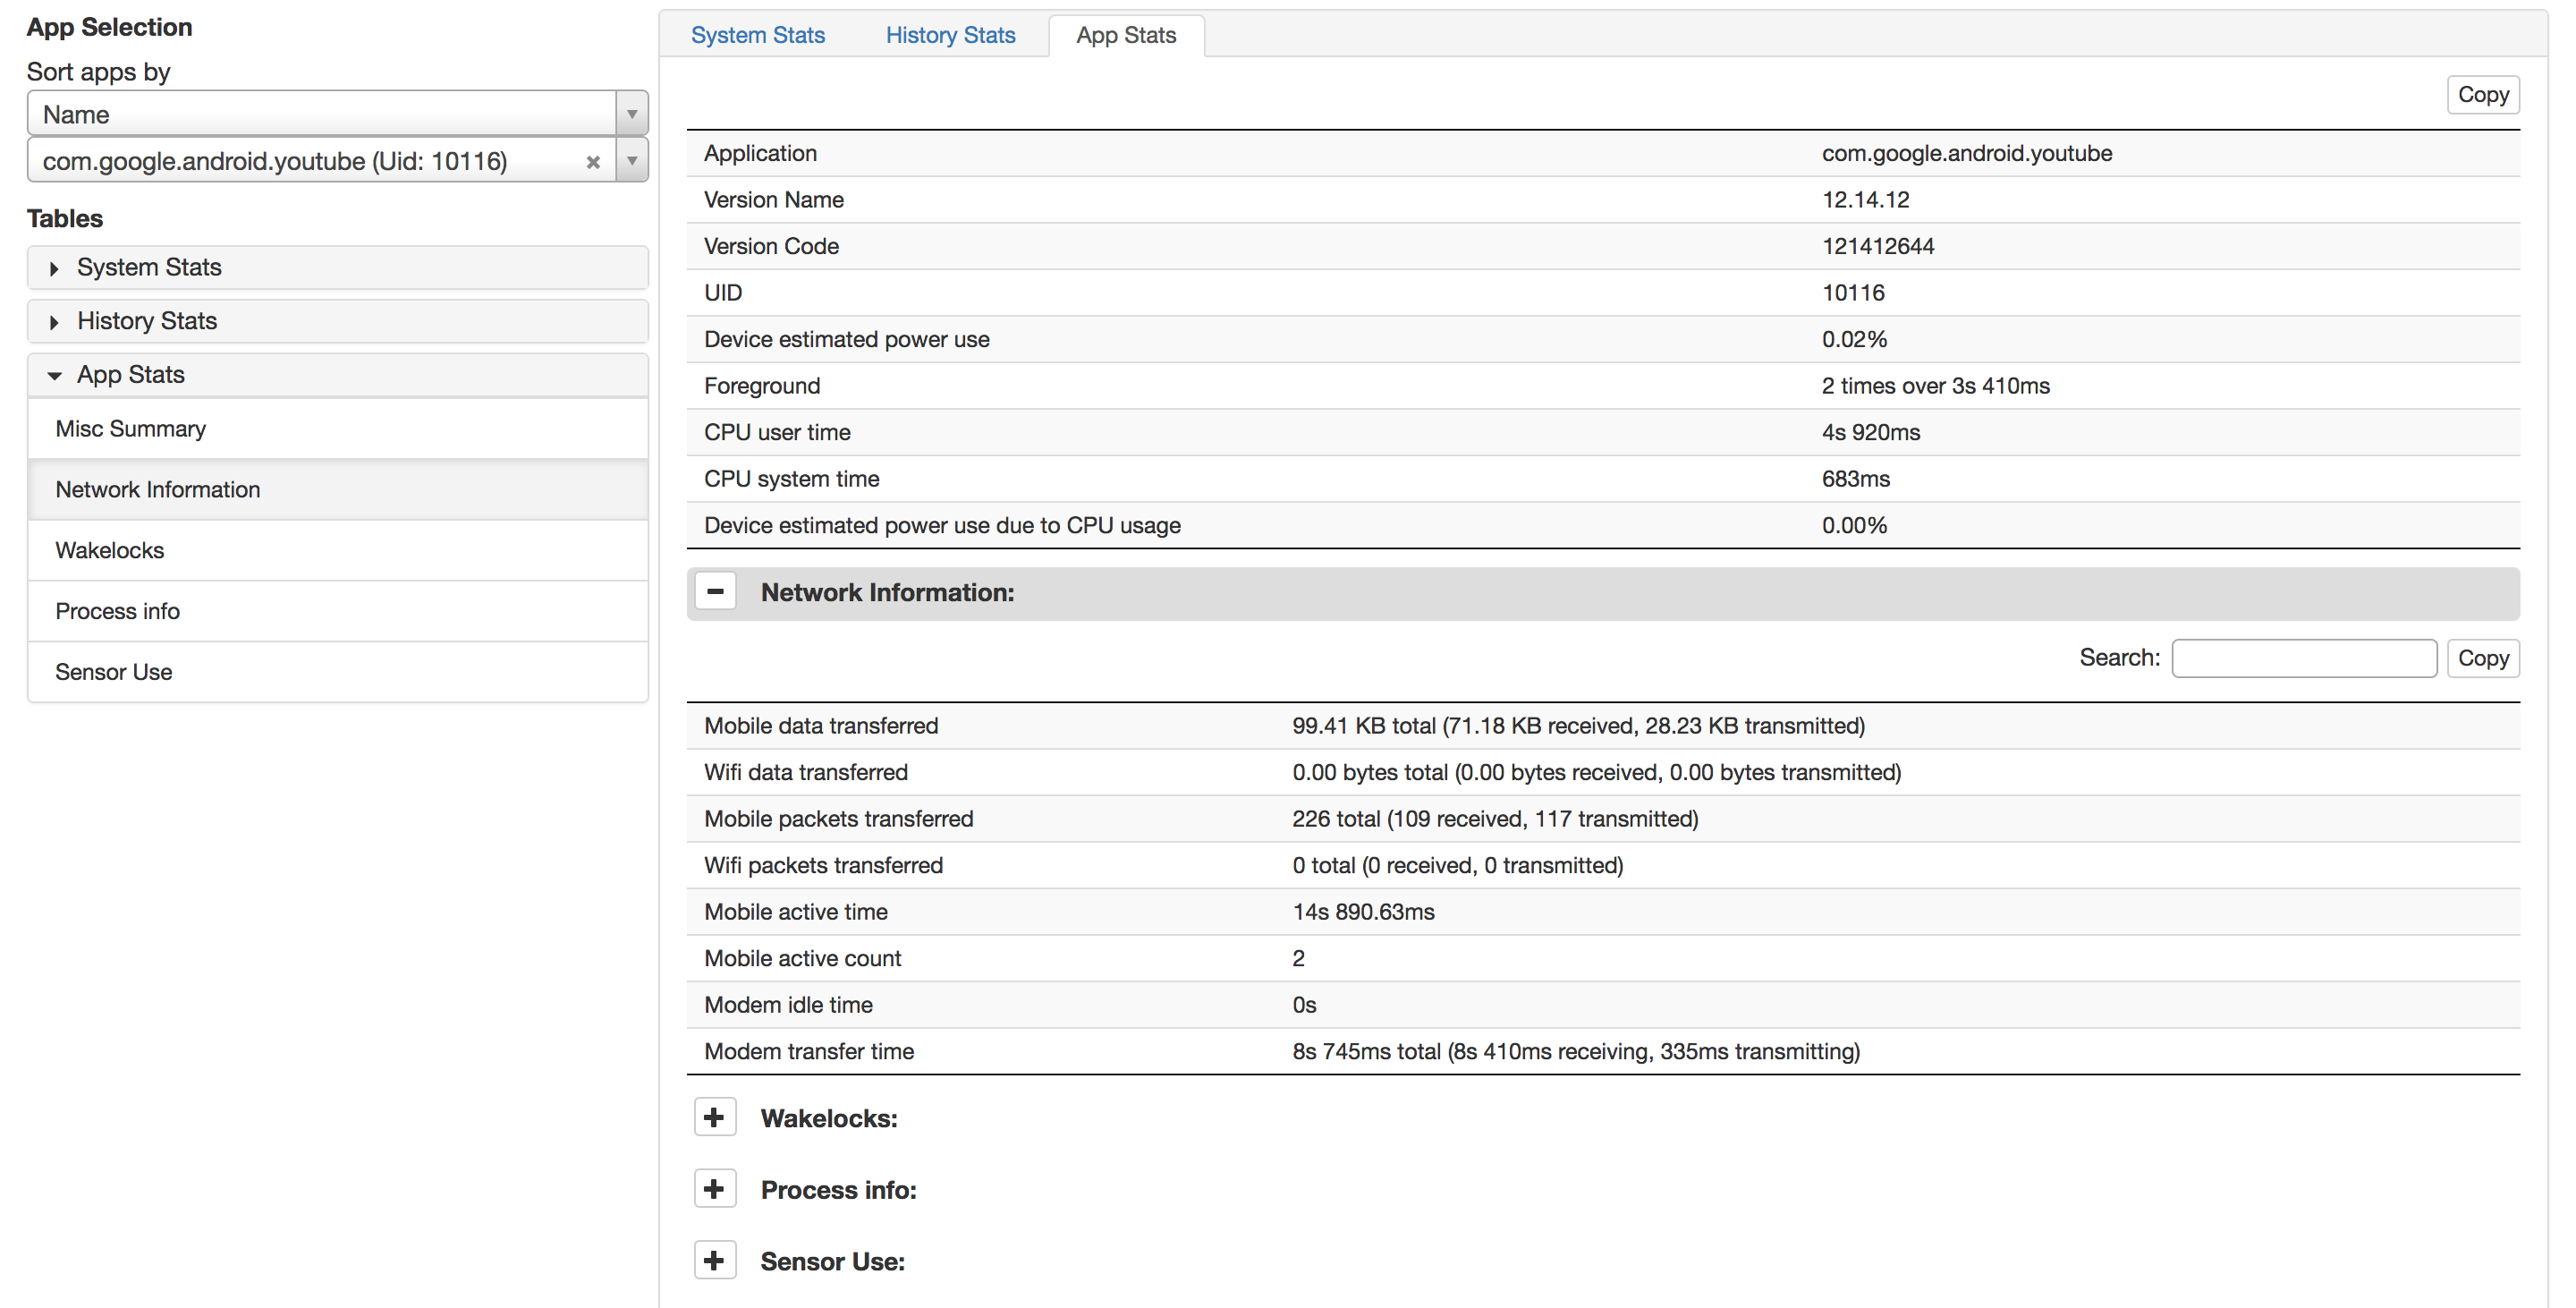 App Selection
Sort apps by
Name
com.google.android.youtube (Uid: 10116)
Tables
System Stats
History Stats
App Stats
Misc Summary
Network Information
Wakelocks
Process info
Sensor Use
System Stats History Stats App Stats
Copy
Application com.google.android.youtube
Version Name 12.14.12
Version Code 121412644
UID 10116
Device estimated power use 0.02%
Foreground 2 times over 3s 410ms
CPU user time 4s 920ms
CPU system time 683ms
Device estimated power use due to CPU usage 0.00%
Network Information:
Search: Copy
Mobile data transferred 99.41 KB total (71.18 KB received, 28.23 KB transmitted)
Wifi data transferred 0.00 bytes total (0.00 bytes received, 0.00 bytes transmitted)
Mobile packets transferred 226 total (109 received, 117 transmitted)
Wifi packets transferred 0 total (0 received, 0 transmitted)
Mobile active time 14s 890.63ms
Mobile active count 2
Modem idle time 0s
Modem transfer time 8s 745ms total (8s 410ms receiving, 335ms transmitting)
Wakelocks:
Process info:
Sensor Use: